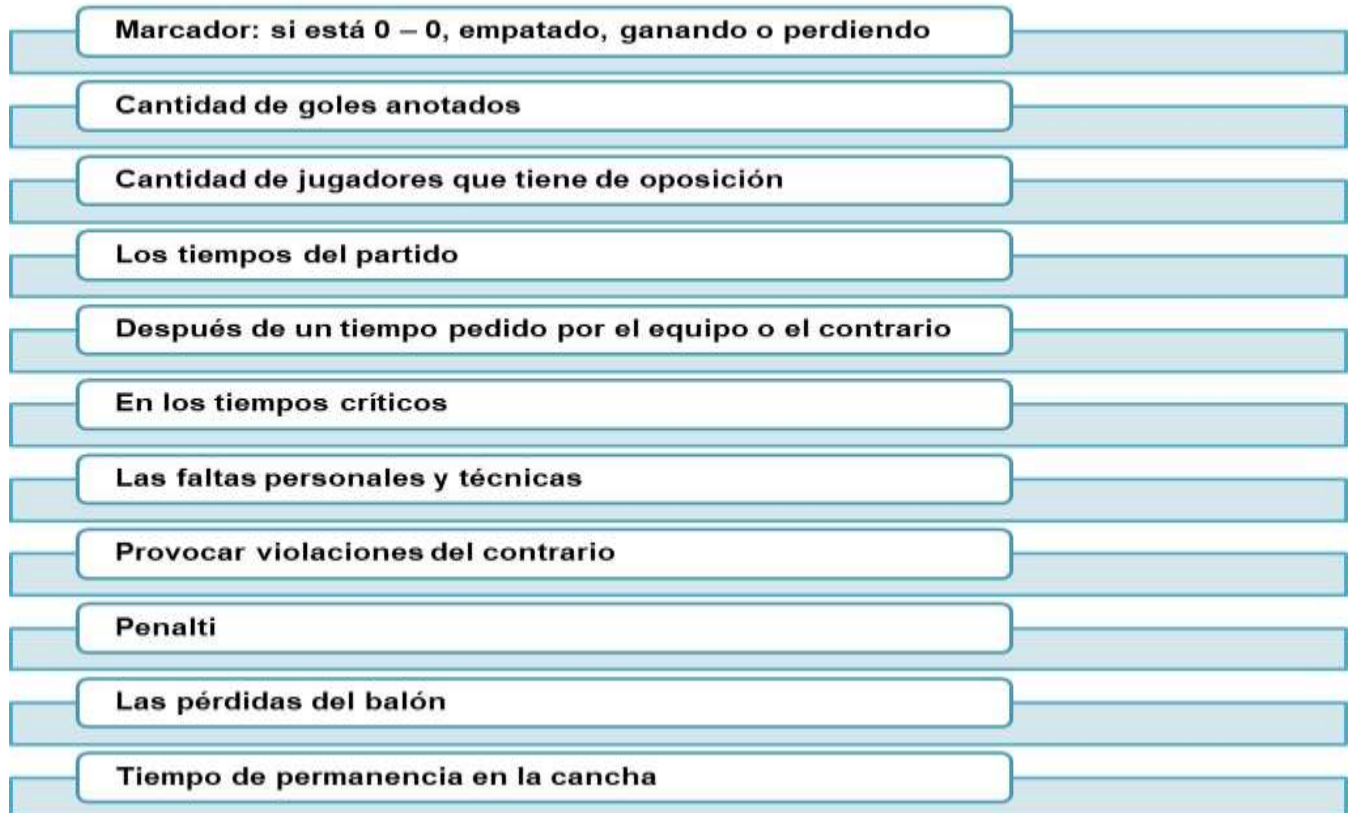 Marcador: si está 0 – 0, empatado, ganando o perdiendo
Cantidad de goles anotados
Cantidad de jugadores que tiene de oposición
Los tiempos del partido
Después de un tiempo pedido por el equipo o el contrario
En los tiempos críticos
Las faltas personales y técnicas
Provocar violaciones del contrario
Penalti
Las pérdidas del balón
Tiempo de permanencia en la cancha